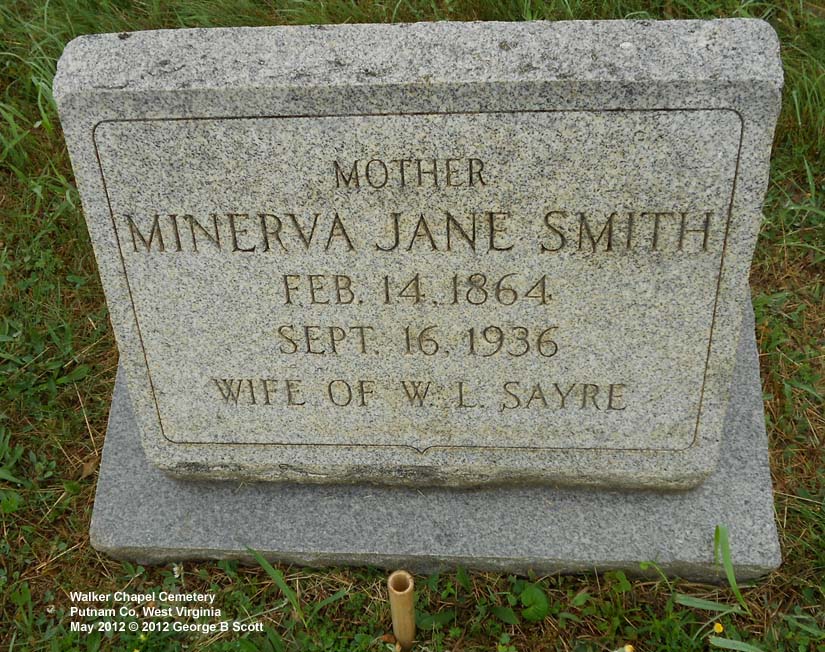 MOTHER
MINERVA JANE SMITH
FEB. 14, 1864
SEPT. 16, 1936
WIFE OF W. L. SAYRE
Walker Chapel Cemetery
Putnam Co, West Virginia
May 2012 © 2012 George B Scott